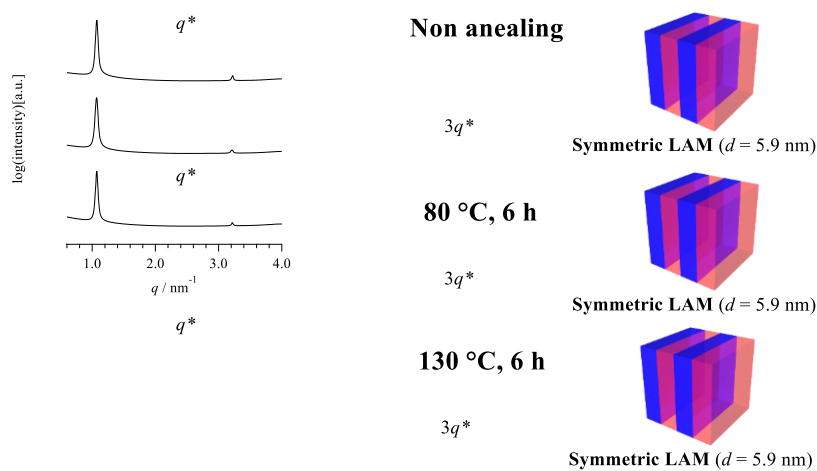 q*
Non anealing
log(intensity)[a.u.]
3q*
Symmetric LAM (d = 5.9 nm)
q*
80 °C, 6 h
1.0 2.0 3.0 4.0
q / nm⁻¹
3q*
Symmetric LAM (d = 5.9 nm)
q*
130 °C, 6 h
3q*
Symmetric LAM (d = 5.9 nm)